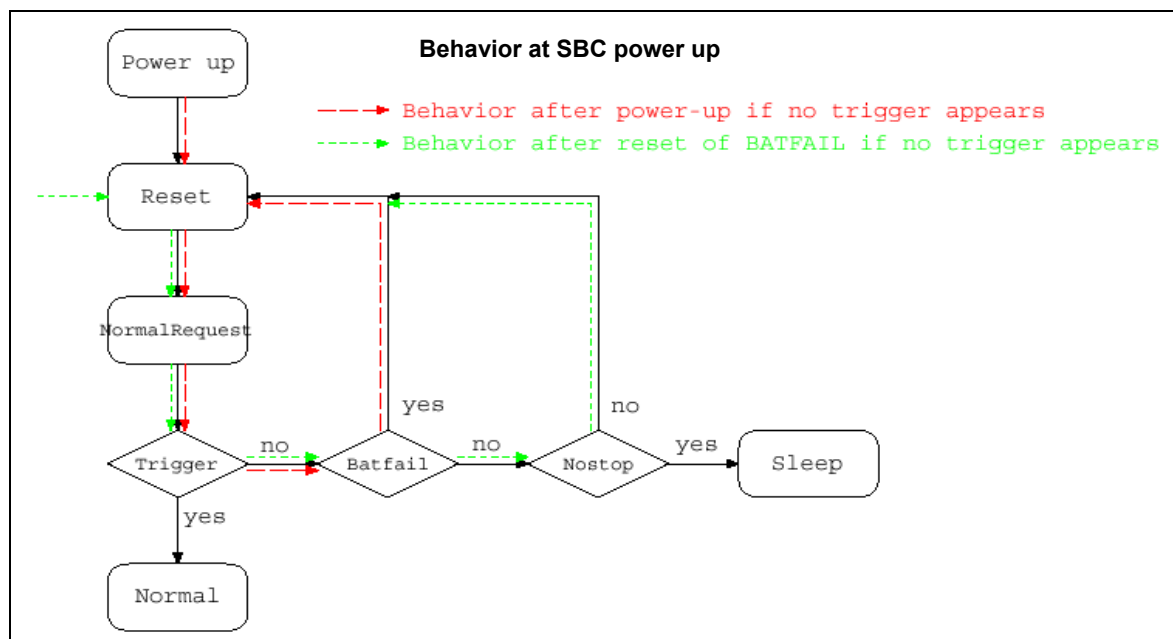 Behavior at SBC power up
Power up
Behavior after power-up if no trigger appears
Behavior after reset of BATFAIL if no trigger appears
Reset
NormalRequest
yes
no
no
no
yes
Trigger
Batfail
Nostop
Sleep
yes
Normal